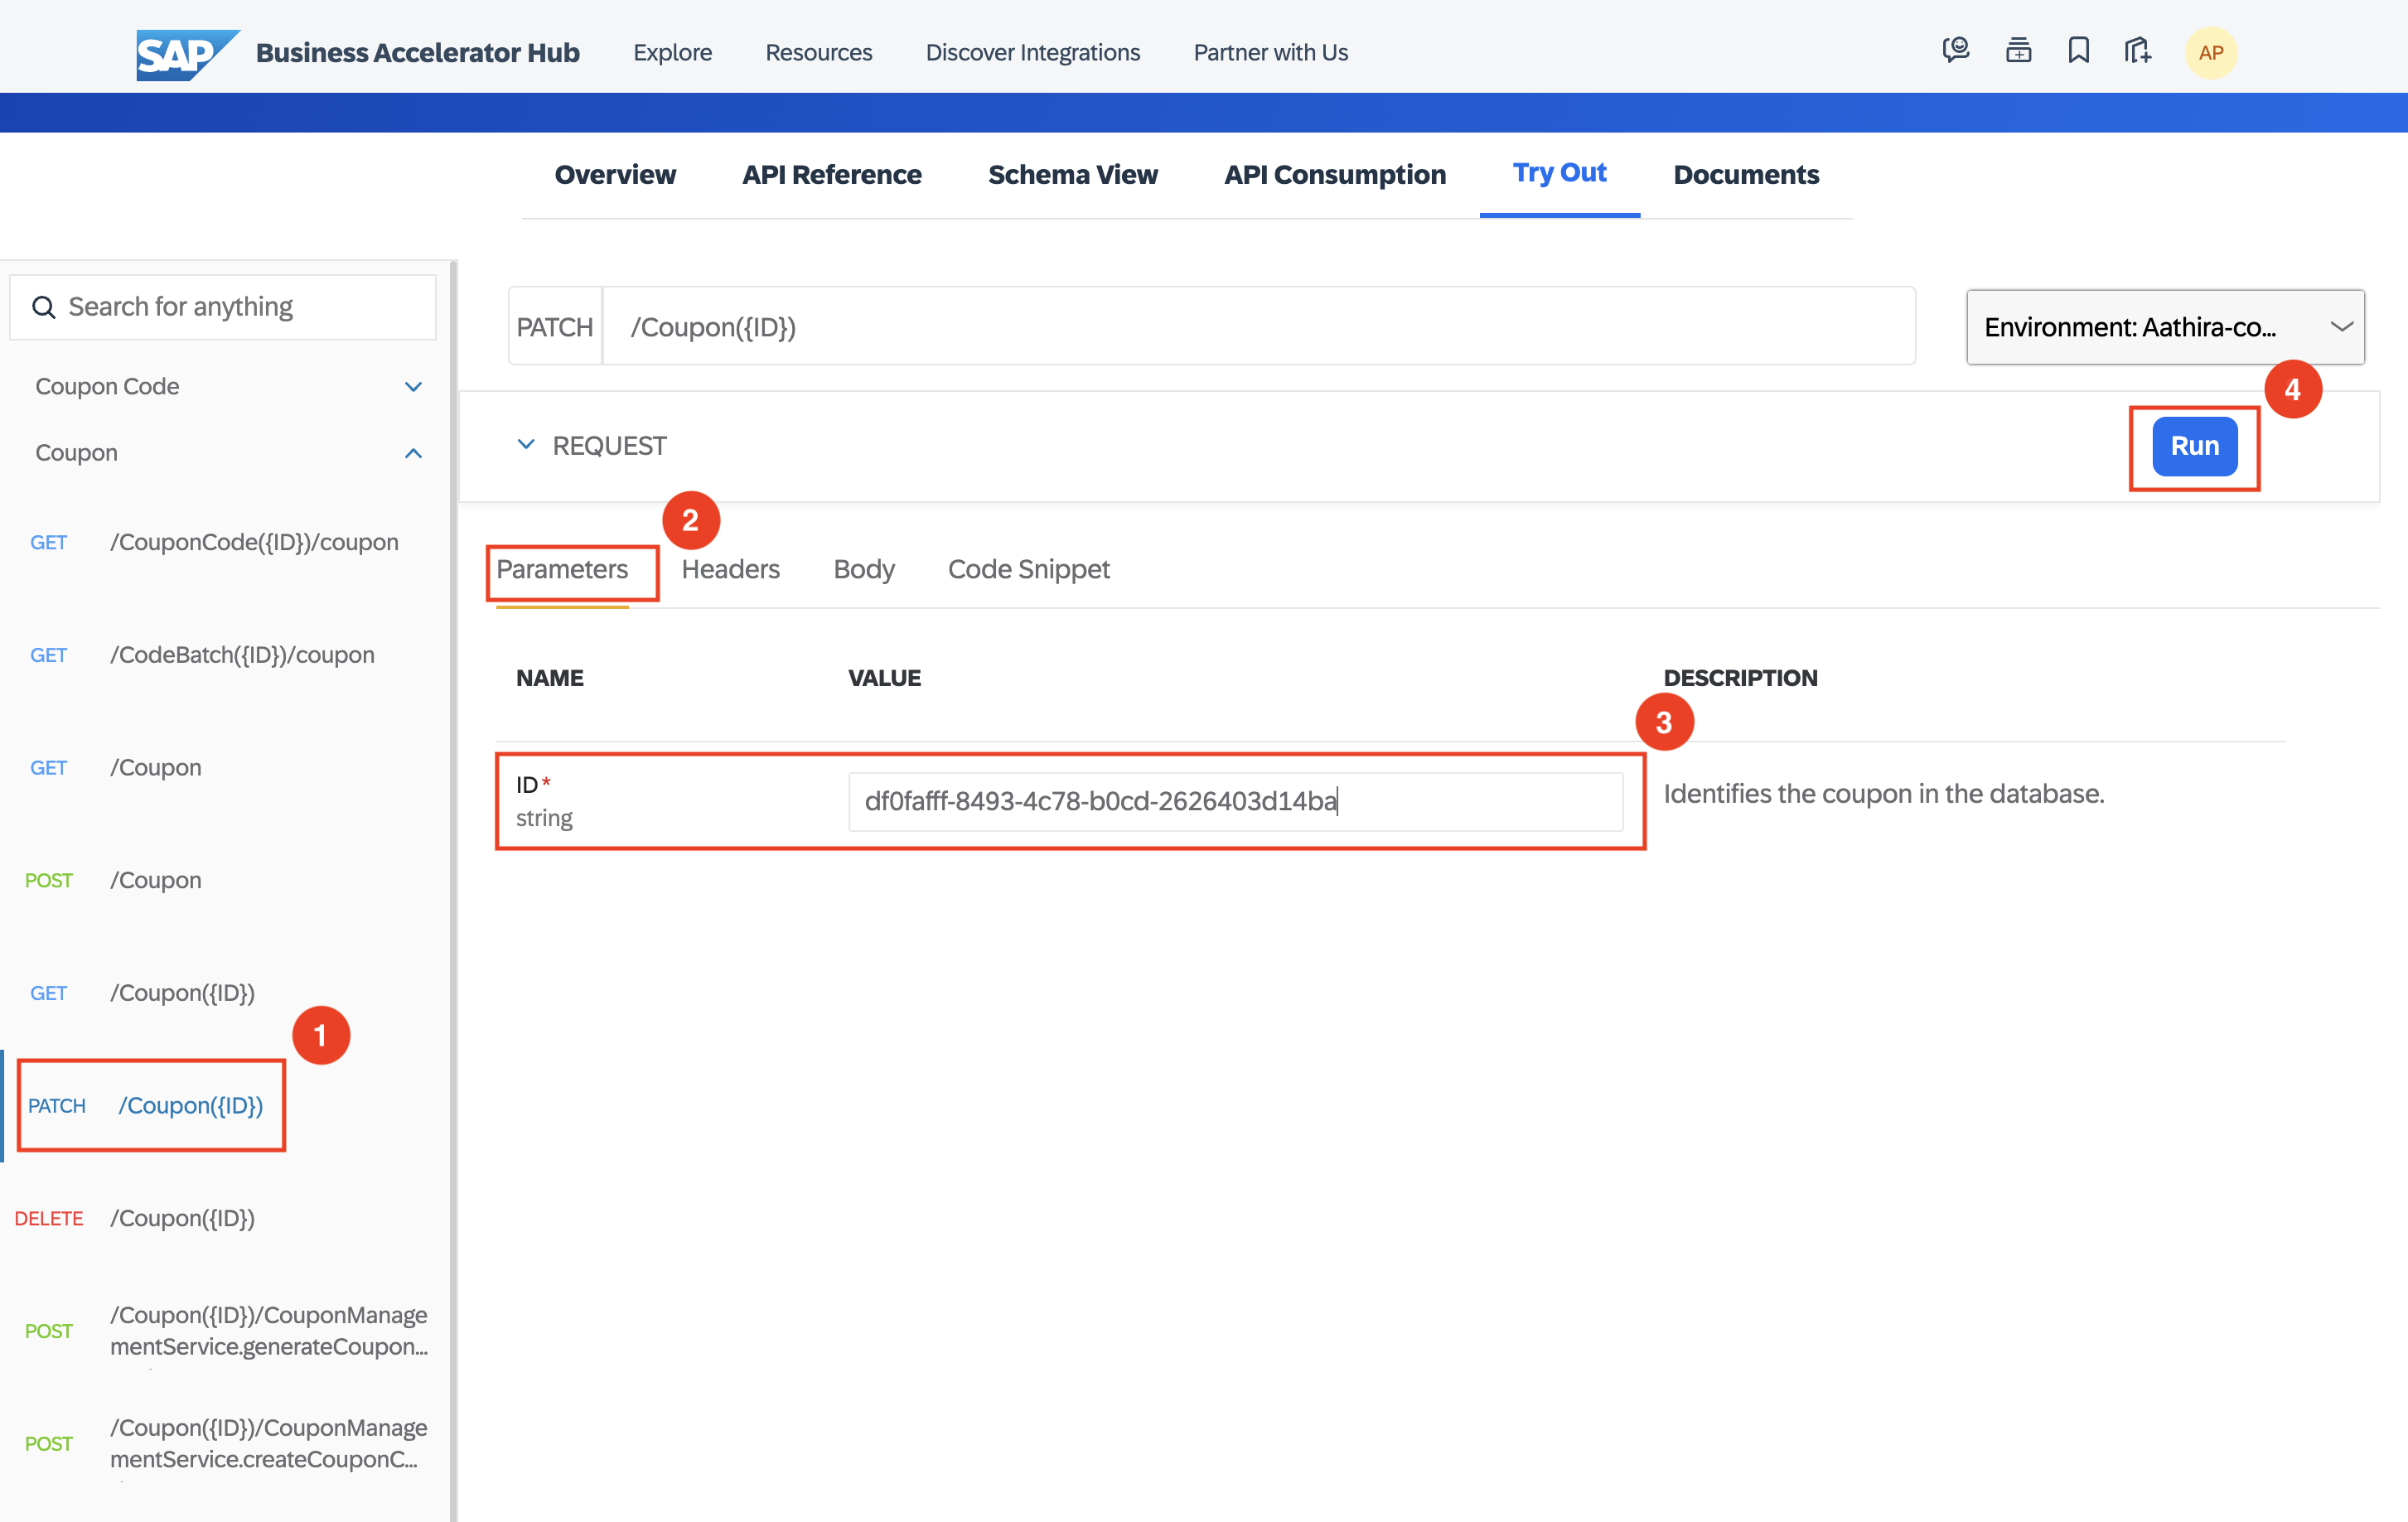 SAP Business Accelerator Hub Explore Resources Discover Integrations Partner with Us AP
Overview API Reference Schema View API Consumption Try Out Documents
Search for anything
Coupon Code
Coupon
GET /CouponCode({ID})/coupon
GET /CodeBatch({ID})/coupon
GET /Coupon
POST /Coupon
GET /Coupon({ID})
1
PATCH /Coupon({ID})
DELETE /Coupon({ID})
POST /Coupon({ID})/CouponManage
mentService.generateCoupon...
POST /Coupon({ID})/CouponManage
mentService.createCouponC...
PATCH /Coupon({ID})
Environment: Aathira-co...
4
REQUEST
Run
2
Parameters Headers Body Code Snippet
NAME VALUE DESCRIPTION
3
ID*
string
df0fafff-8493-4c78-b0cd-2626403d14ba
Identifies the coupon in the database.